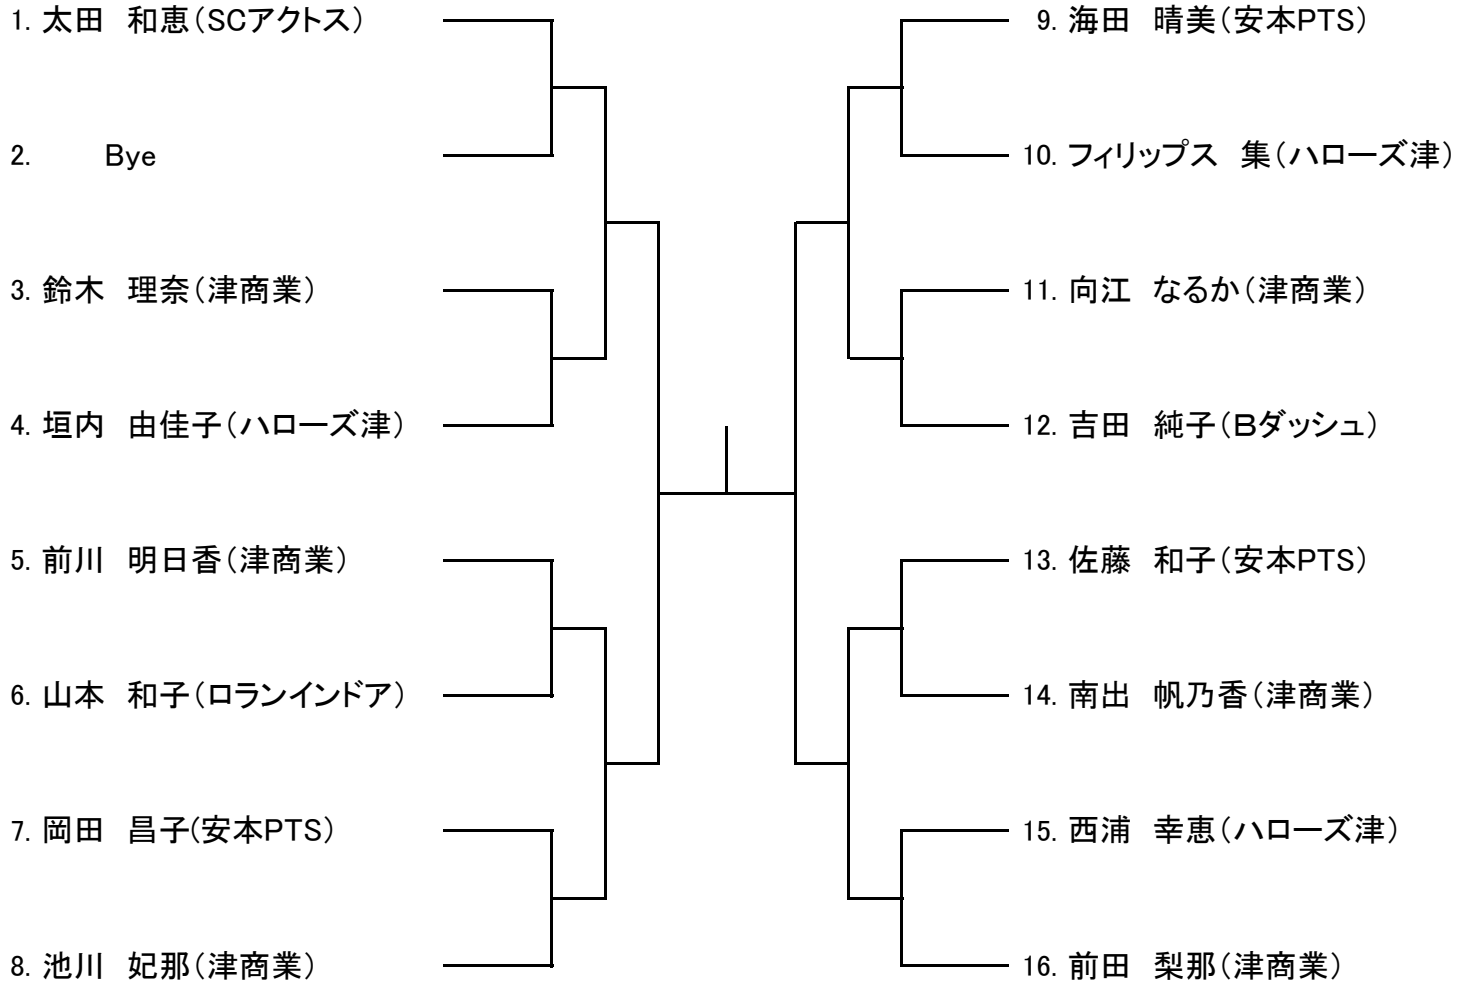 1. 太田　和恵（SCアクトス）
2.　　Bye
3. 鈴木　理奈（津商業）
4. 垣内　由佳子（ハローズ津）
5. 前川　明日香（津商業）
6. 山本　和子（ロランインドア）
7. 岡田　昌子(安本PTS）
8. 池川　妃那（津商業）
9. 海田　晴美（安本PTS）
10. フィリップス　集（ハローズ津）
11. 向江　なるか（津商業）
12. 吉田　純子（Ｂダッシュ）
13. 佐藤　和子（安本PTS）
14. 南出　帆乃香（津商業）
15. 西浦　幸恵（ハローズ津）
16. 前田　梨那（津商業）